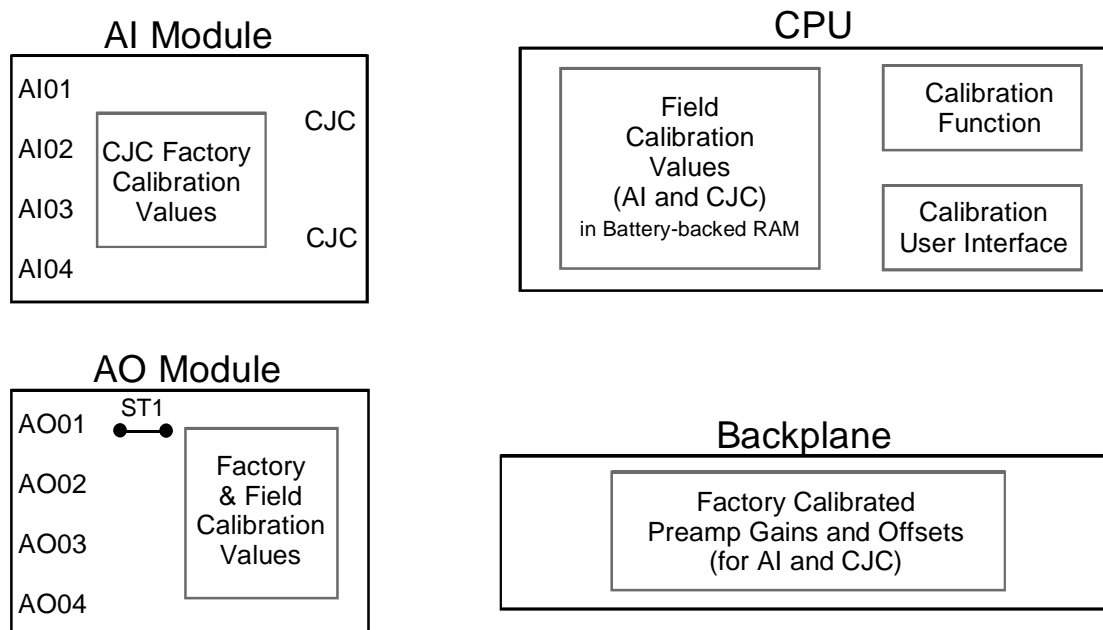 AI Module
AI01
AI02
AI03
AI04
CJC Factory
Calibration
Values
CJC
CJC
CPU
Field
Calibration
Values
(AI and CJC)
in Battery-backed RAM
Calibration
Function
Calibration
User Interface
AO Module
AO01
AO02
AO03
AO04
ST1
Factory
& Field
Calibration
Values
Backplane
Factory Calibrated
Preamp Gains and Offsets
(for AI and CJC)